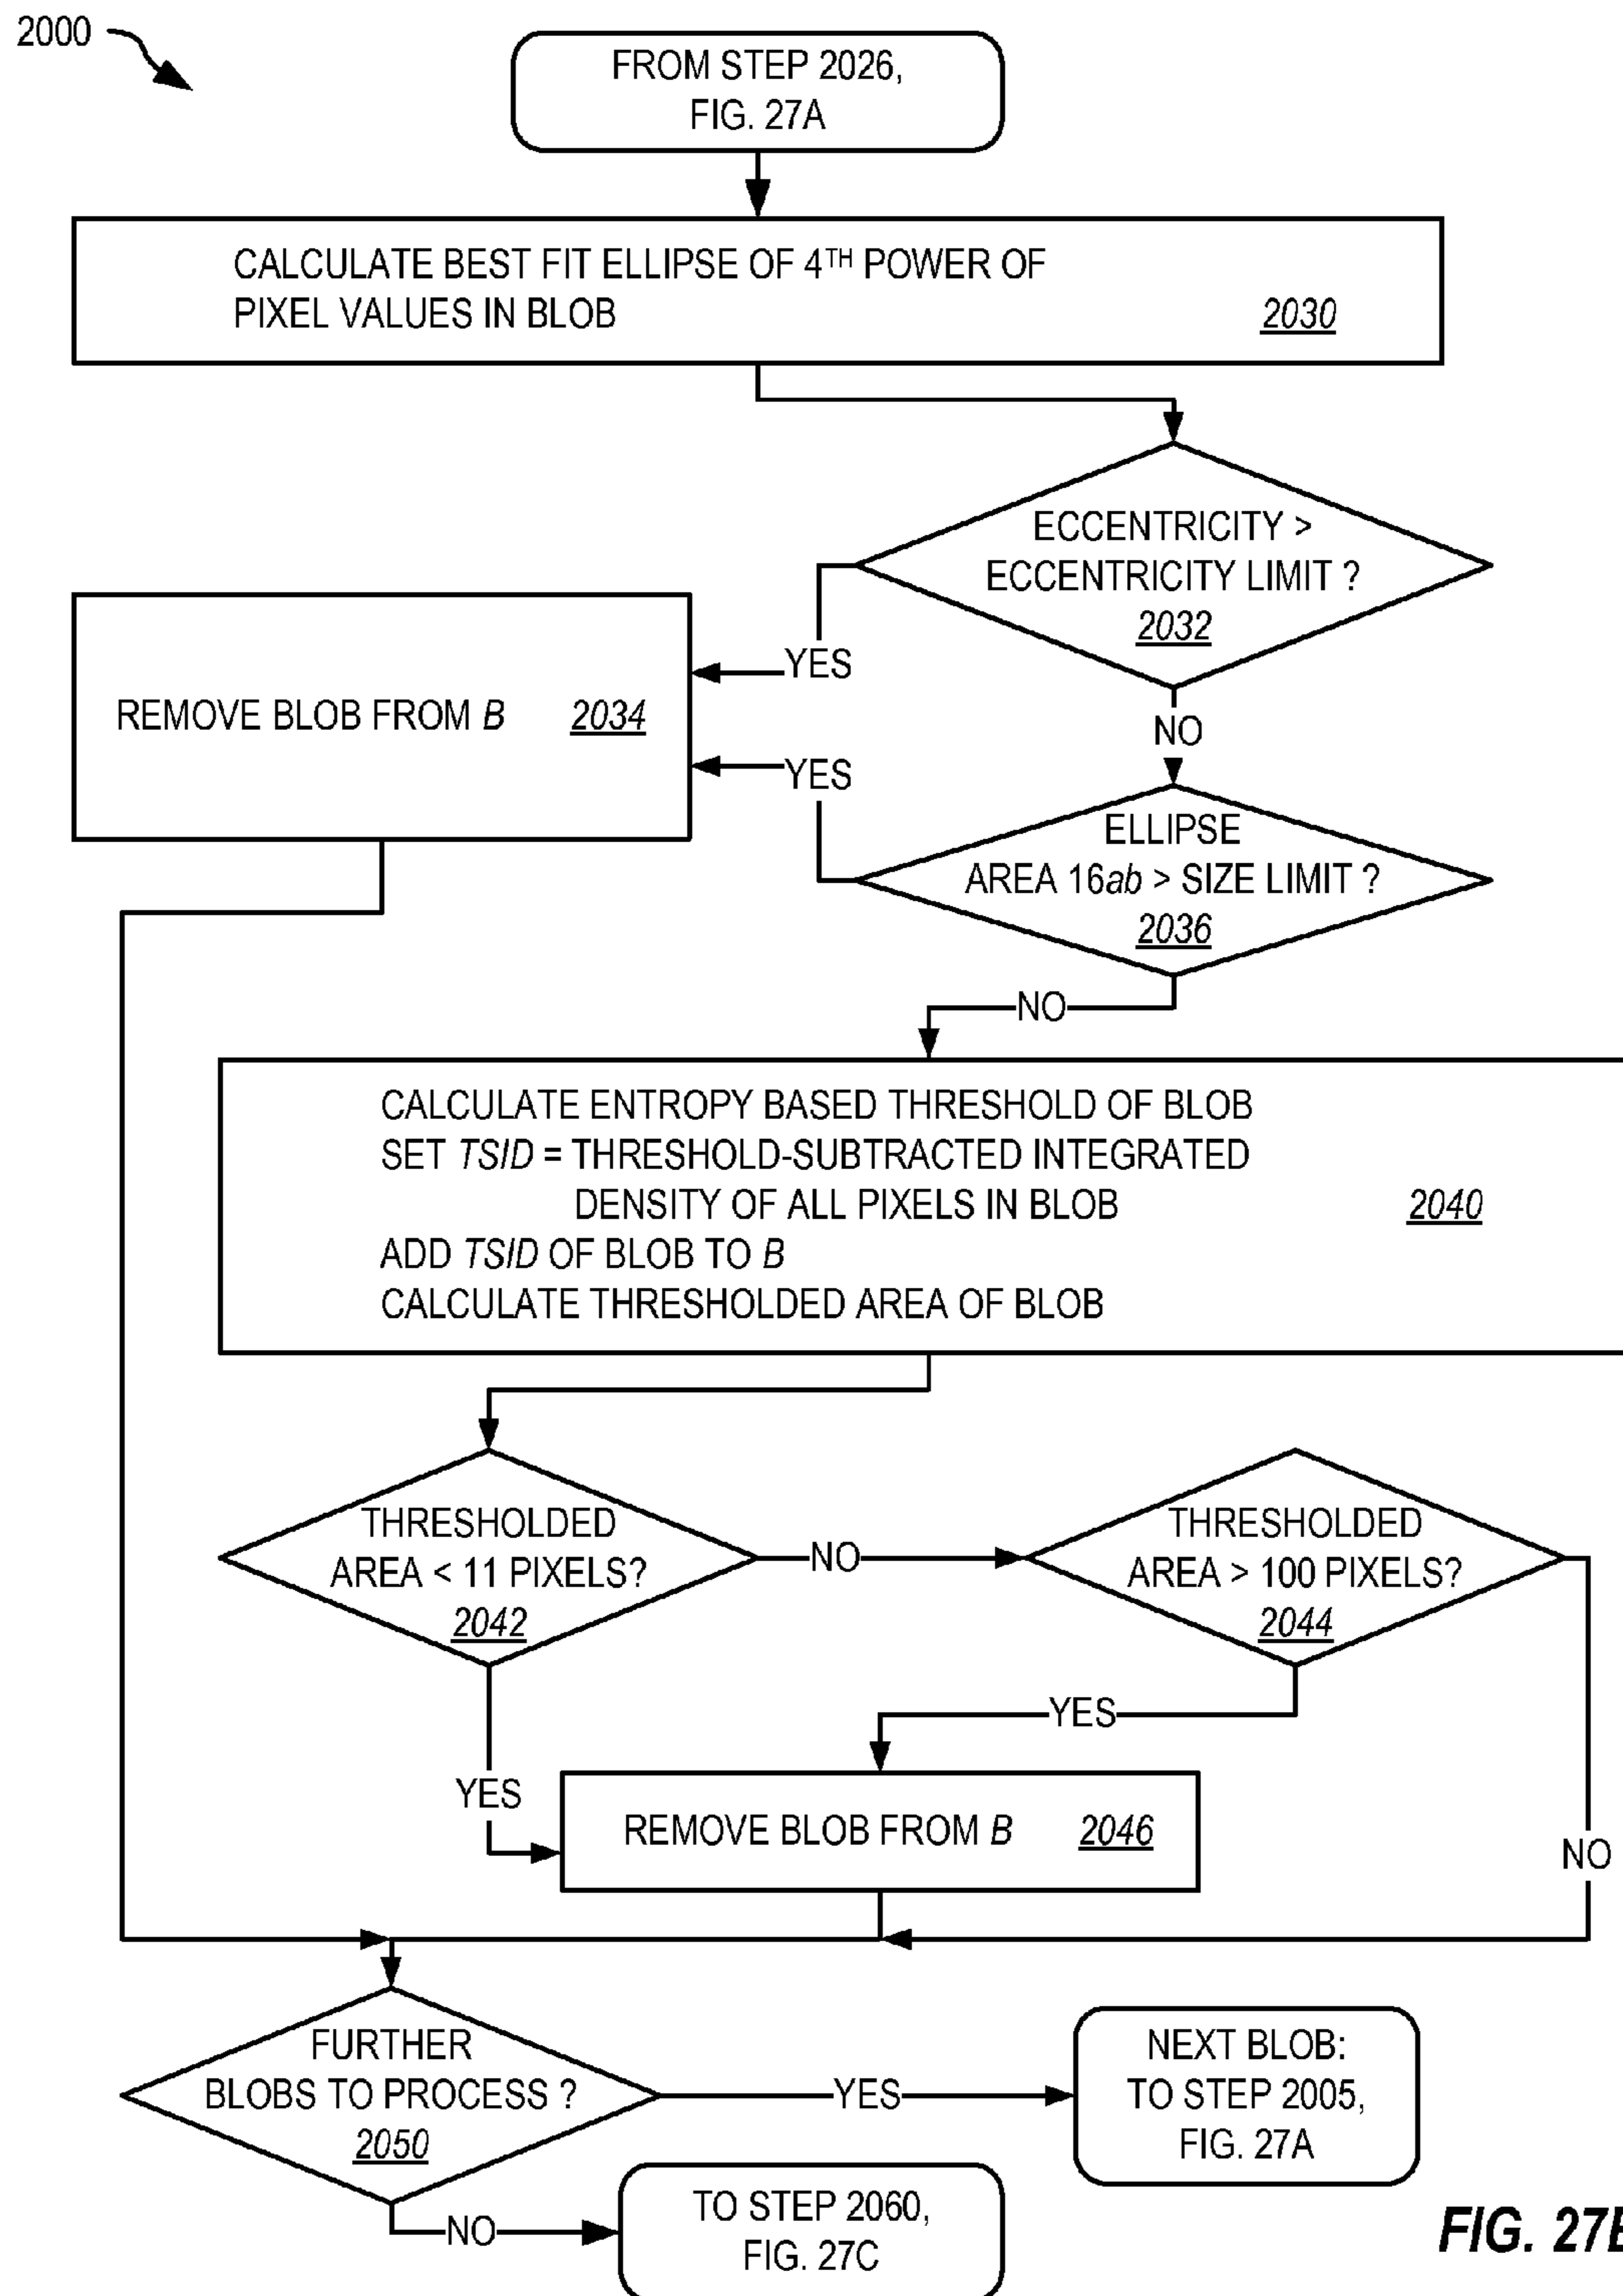 2000
FROM STEP 2026,
FIG. 27A
CALCULATE BEST FIT ELLIPSE OF 4TH POWER OF
PIXEL VALUES IN BLOB
2030
ECCENTRICITY >
ECCENTRICITY LIMIT ?
2032
YES
REMOVE BLOB FROM B 2034
NO
YES
ELLIPSE
AREA 16ab > SIZE LIMIT ?
2036
NO
CALCULATE ENTROPY BASED THRESHOLD OF BLOB
SET TSID = THRESHOLD-SUBTRACTED INTEGRATED
DENSITY OF ALL PIXELS IN BLOB
2040
ADD TSID OF BLOB TO B
CALCULATE THRESHOLDED AREA OF BLOB
THRESHOLDED
AREA < 11 PIXELS?
2042
NO
THRESHOLDED
AREA > 100 PIXELS?
2044
YES
YES
REMOVE BLOB FROM B 2046
NO
FURTHER
BLOBS TO PROCESS ?
2050
YES
NEXT BLOB:
TO STEP 2005,
FIG. 27A
NO
TO STEP 2060,
FIG. 27C
FIG. 27B